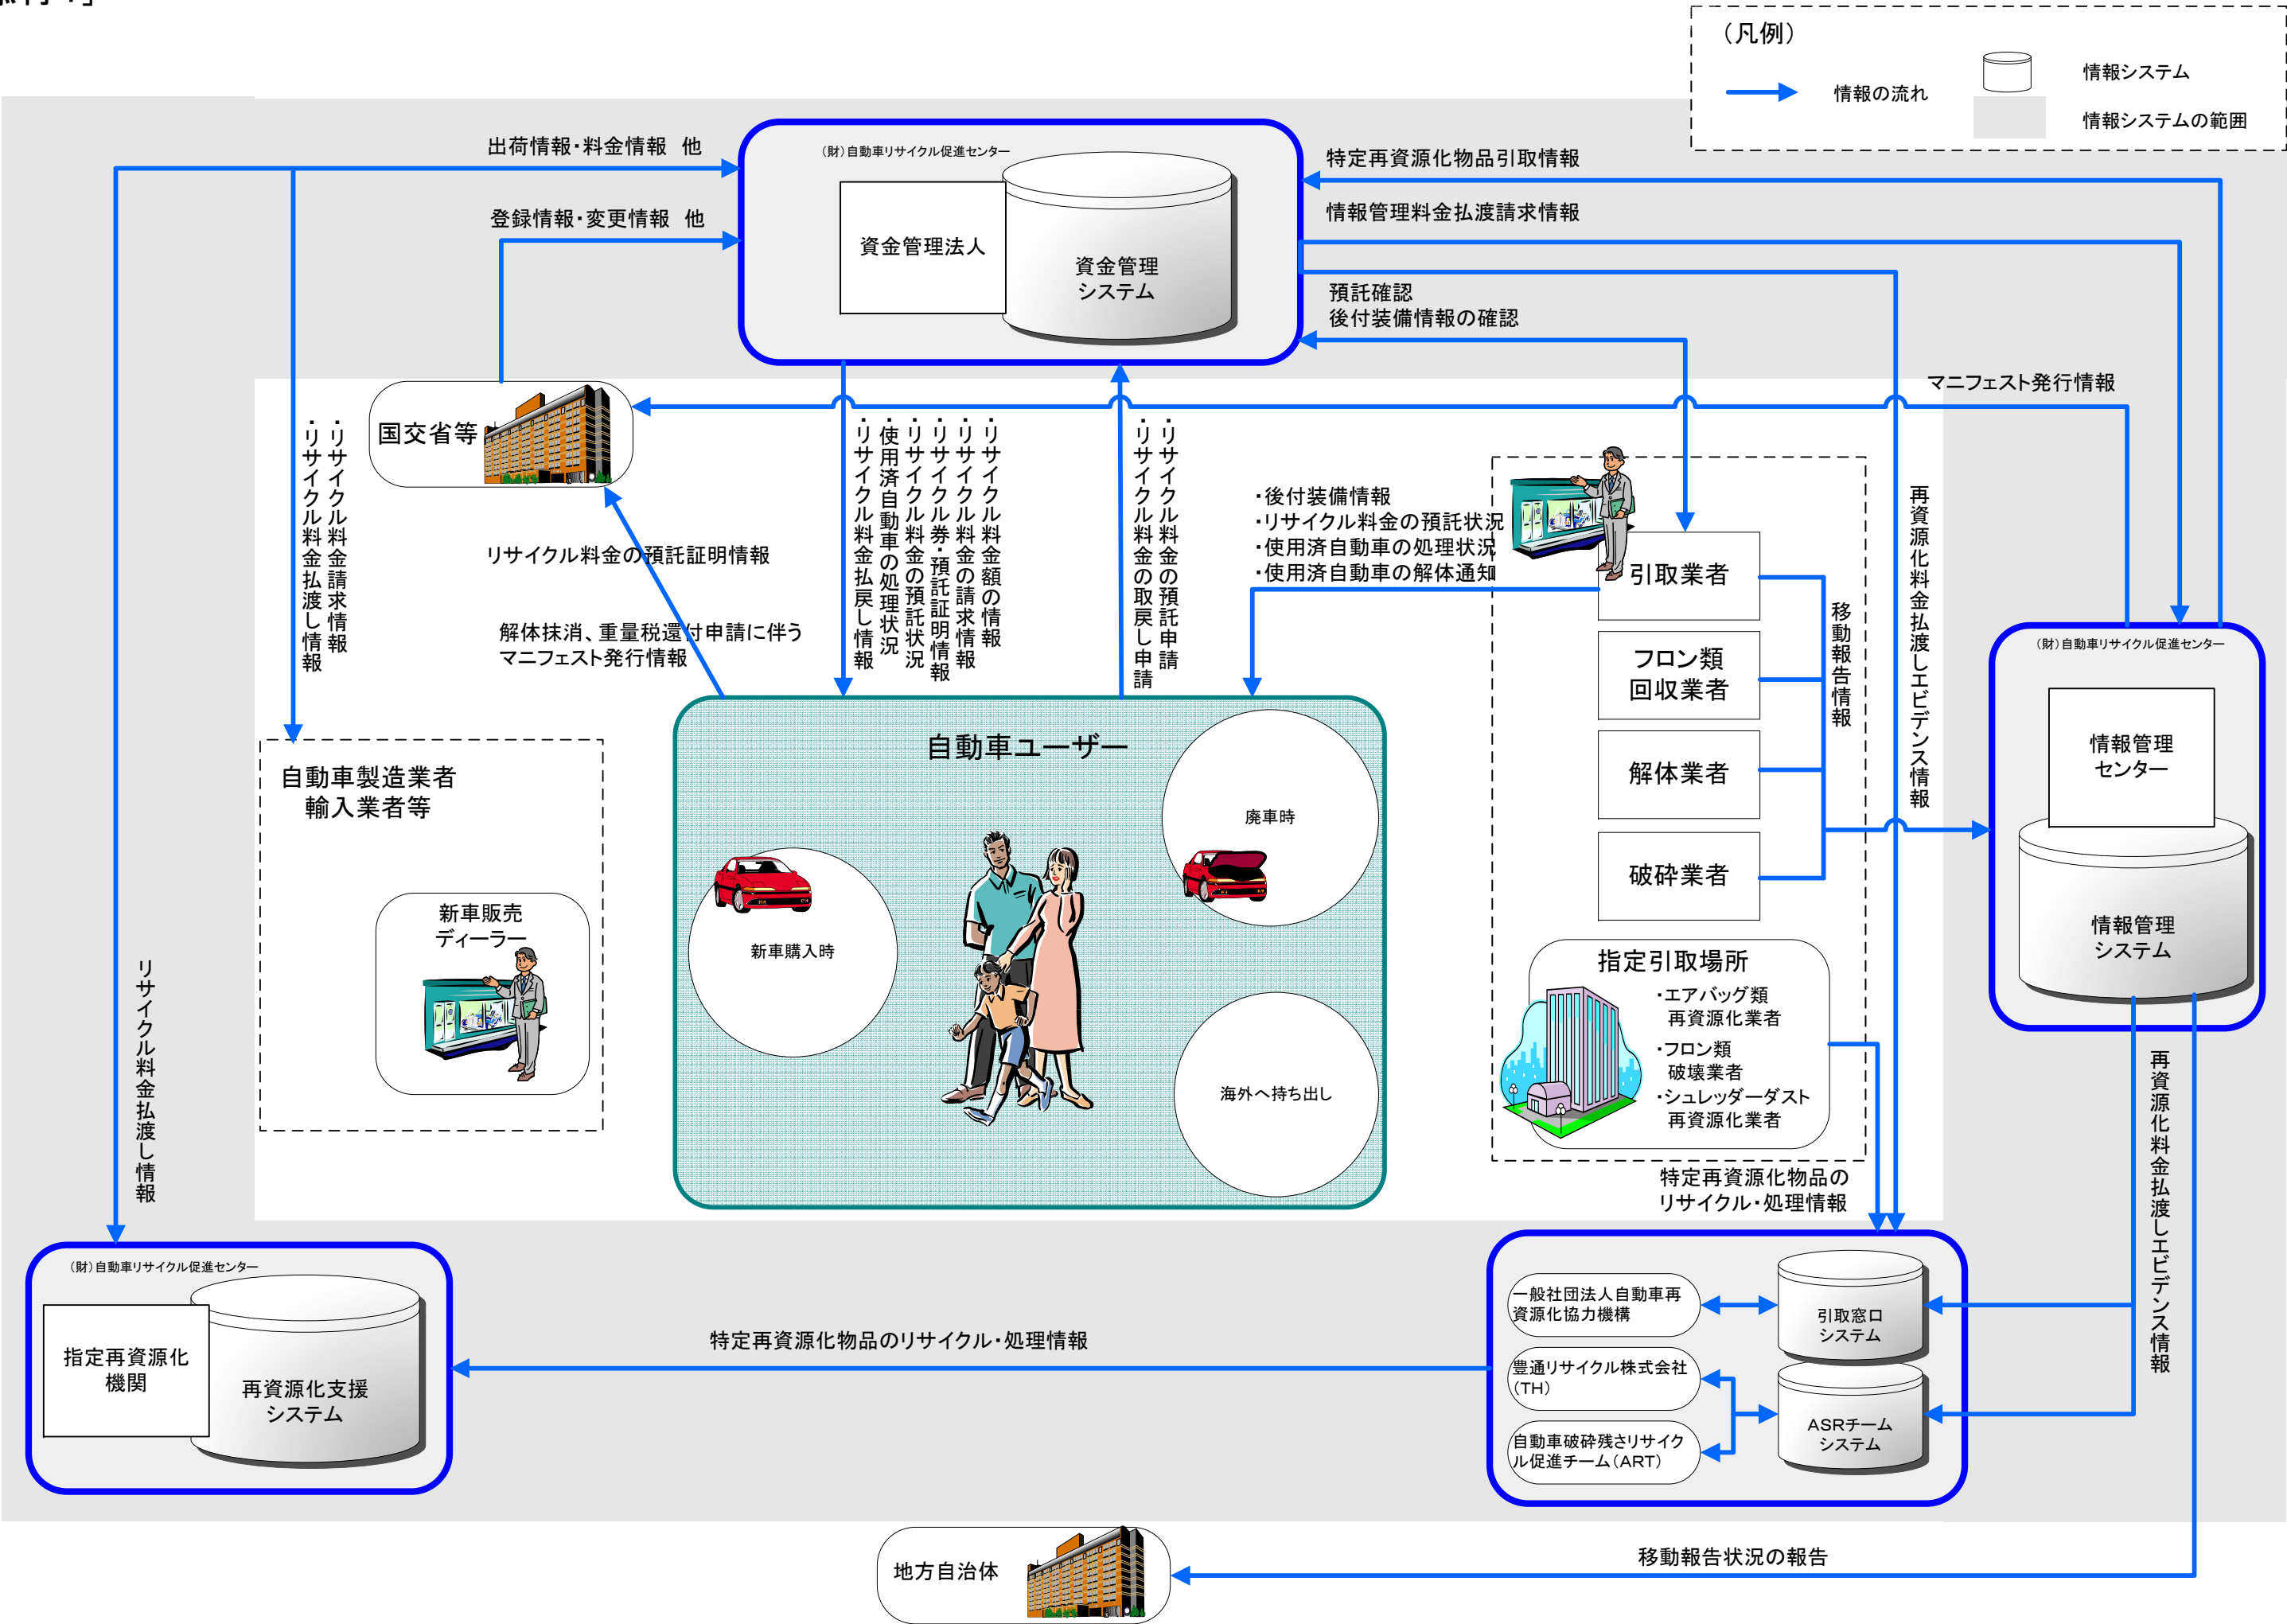 (凡例)
情報の流れ
情報システム
情報システムの範囲
出荷情報・料金情報 他
登録情報・変更情報 他
(財)自動車リサイクル促進センター
資金管理法人
資金管理
システム
特定再資源化物品引取情報
情報管理料金払渡請求情報
預託確認
後付装備情報の確認
マニフェスト発行情報
国交省等
・リサイクル料金請求情報
・リサイクル料金払渡し情報
リサイクル料金の預託証明情報
解体抹消、重量税還付申請に伴う
マニフェスト発行情報
・リサイクル料金額の情報
・リサイクル料金の請求情報
・リサイクル券・預託証明情報
・リサイクル料金の預託状況
・使用済自動車の処理状況
・リサイクル料金払戻し情報
・リサイクル料金の預託申請
・リサイクル料金の取戻し申請
・後付装備情報
・リサイクル料金の預託状況
・使用済自動車の処理状況
・使用済自動車の解体通知
引取業者
フロン類
回収業者
解体業者
破砕業者
移動報告情報
再資源化料金払渡しエビデンス情報
(財)自動車リサイクル促進センター
情報管理
センター
情報管理
システム
自動車製造業者
輸入業者等
新車販売
ディーラー
自動車ユーザー
新車購入時
廃車時
海外へ持ち出し
指定引取場所
・エアバッグ類
再資源化業者
・フロン類
破壊業者
・シュレッダーダスト
再資源化業者
特定再資源化物品の
リサイクル・処理情報
リサイクル料金払渡し情報
再資源化料金払渡しエビデンス情報
(財)自動車リサイクル促進センター
指定再資源化
機関
再資源化支援
システム
特定再資源化物品のリサイクル・処理情報
一般社団法人自動車再
資源化協力機構
豊通リサイクル株式会社
(TH)
自動車破砕残さリサイク
ル促進チーム(ART)
引取窓口
システム
ASRチーム
システム
地方自治体
移動報告状況の報告